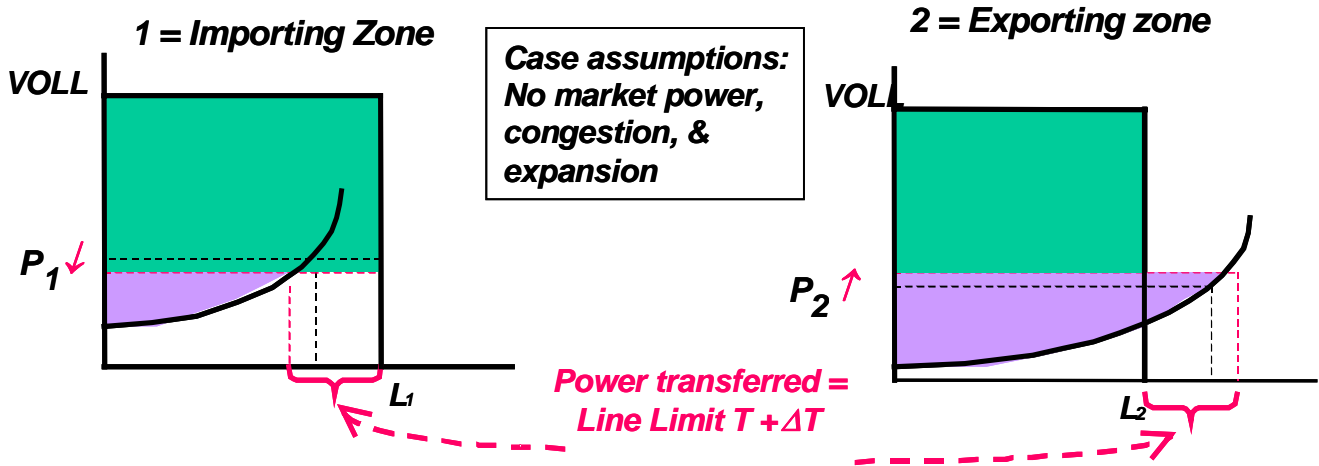 1 = Importing Zone
2 = Exporting zone
Case assumptions:
No market power,
congestion, &
expansion
VOLL
VOLL
P1 ↓
P2 ↑
L1
L2
Power transferred =
Line Limit T + ΔT